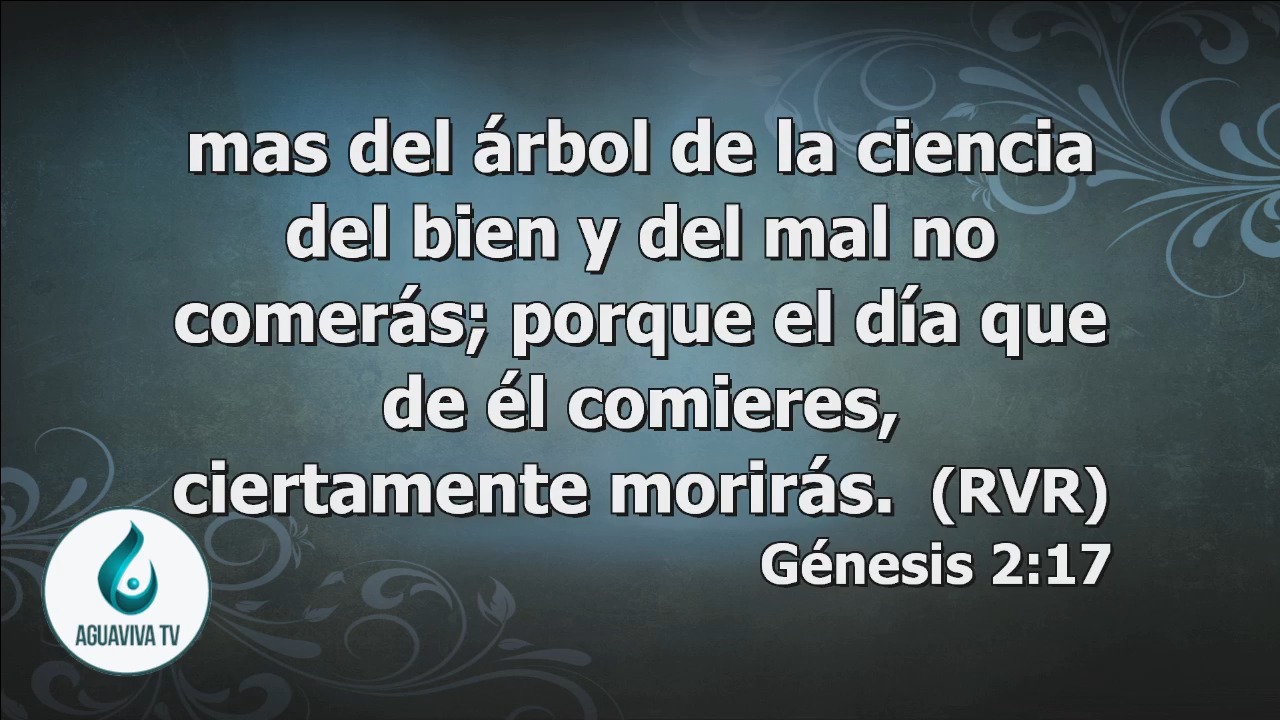 mas del árbol de la ciencia
del bien y del mal no
comerás; porque el día que
de él comieres,
ciertamente morirás. (RVR)
Génesis 2:17
AGUAVIVA TV